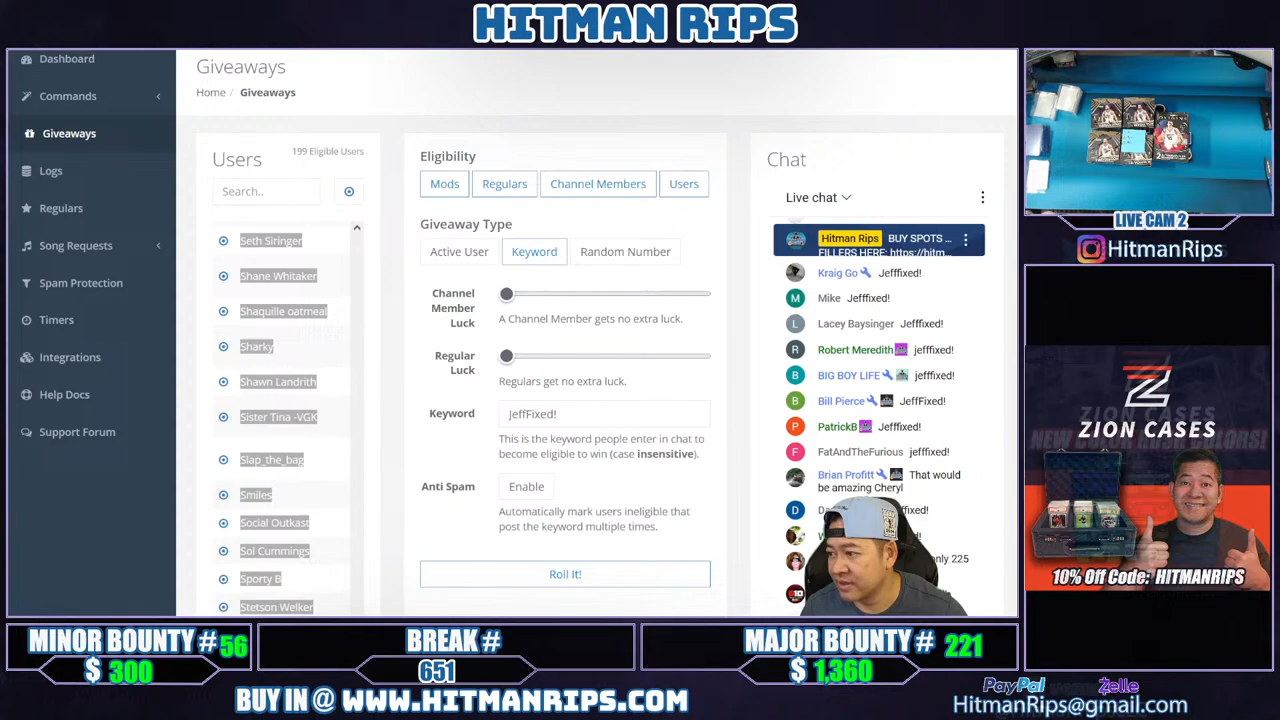 HITMAN RIPS
Dashboard
Commands
Giveaways
Logs
Regulars
Song Requests
Spam Protection
Timers
Integrations
Help Docs
Support Forum
Giveaways
Home / Giveaways
Users
199 Eligible Users
Search..
Seth Siringer
Shane Whitaker
Shaquille oatmeal
Sharky
Shawn Landrith
Sister Tina -VGK
Slap_the_bag
Smiles
Social Outkast
Sol Cummings
Sporty B
Stetson Welker
Eligibility
Mods Regulars Channel Members Users
Giveaway Type
Active User Keyword Random Number
Channel
Member
Luck
A Channel Member gets no extra luck.
Regular
Luck
Regulars get no extra luck.
Keyword
JeffFixed!
This is the keyword people enter in chat to
become eligible to win (case insensitive).
Anti Spam
Enable
Automatically mark users ineligible that
post the keyword multiple times.
Roll It!
Chat
Live chat
Hitman Rips BUY SPOTS ...
FILLERS HERE: https://hitm...
Kraig Go Jefffixed!
M Mike Jefffixed!
L Lacey Baysinger Jefffixed!
R Robert Meredith jefffixed!
B BIG BOY LIFE jefffixed!
B Bill Pierce JeffFixed!
P PatrickB Jefffixed!
F FatAndTheFurious jefffixed!
Brian Profitt That would
be amazing Cheryl
D
only 225
LIVE CAM 2
HitmanRips
ZION CASES
10% Off Code: HITMANRIPS
MINOR BOUNTY # 56
$ 300
BREAK #
651
MAJOR BOUNTY # 221
$ 1,360
BUY IN @ WWW.HITMANRIPS.COM
PayPal Zelle
HitmanRips@gmail.com